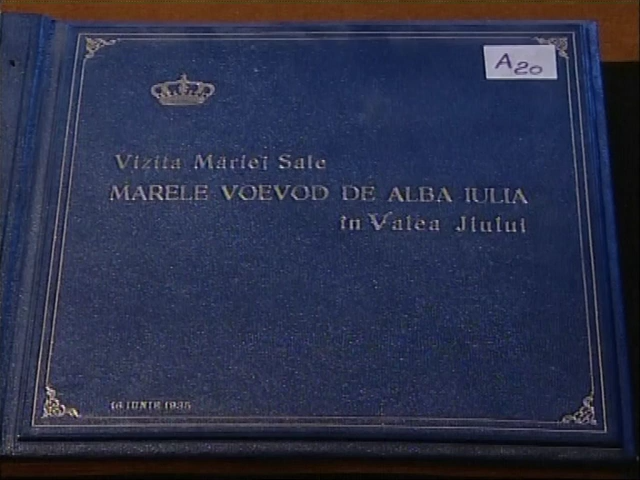 A20
Vizita Măriei Sale
MARELE VOEVOD DE ALBA IULIA
în Valea Jiului
16 IUNIE 1935